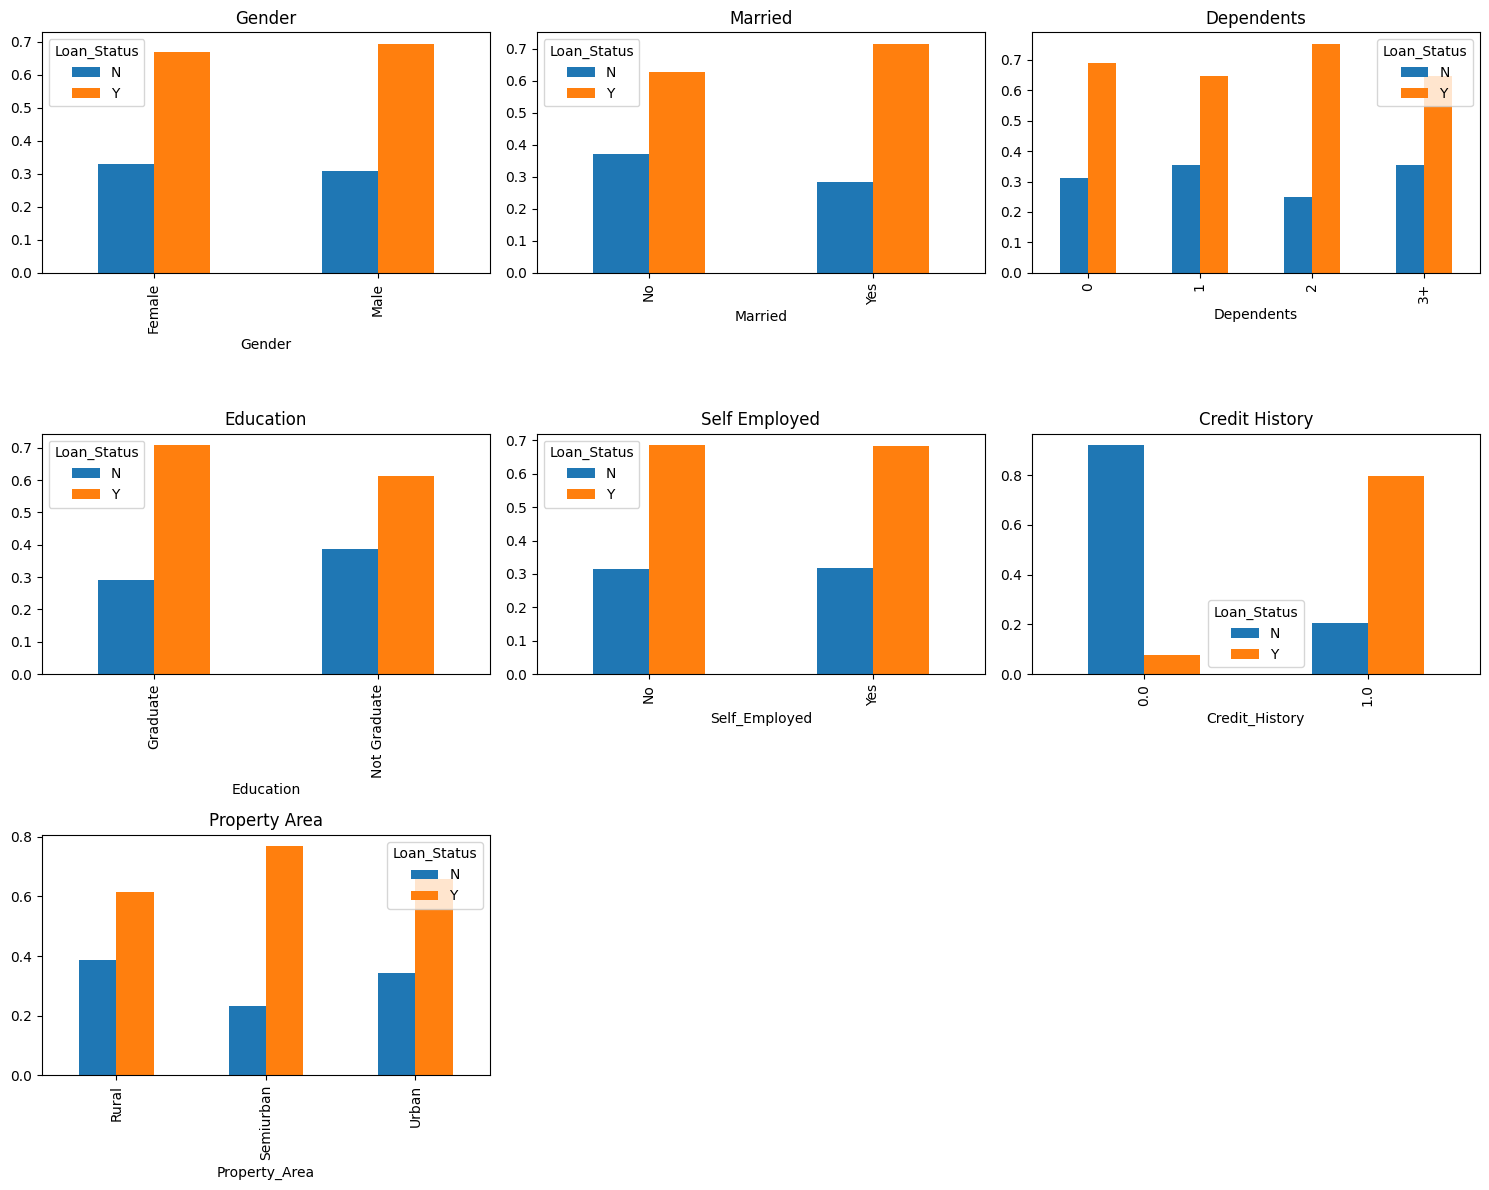 Gender
Loan_Status
N
Y
0.7
0.6
0.5
0.4
0.3
0.2
0.1
0.0
Female
Male
Gender
Married
Loan_Status
N
Y
0.7
0.6
0.5
0.4
0.3
0.2
0.1
0.0
No
Yes
Married
Dependents
Loan_Status
N
Y
0.7
0.6
0.5
0.4
0.3
0.2
0.1
0.0
0
1
2
3+
Dependents
Education
Loan_Status
N
Y
0.7
0.6
0.5
0.4
0.3
0.2
0.1
0.0
Graduate
Not Graduate
Education
Self Employed
Loan_Status
N
Y
0.7
0.6
0.5
0.4
0.3
0.2
0.1
0.0
No
Yes
Self_Employed
Credit History
0.8
0.6
0.4
0.2
0.0
Loan_Status
N
Y
0.0
1.0
Credit_History
Property Area
Loan_Status
N
Y
0.8
0.6
0.4
0.2
0.0
Rural
Semiurban
Urban
Property_Area